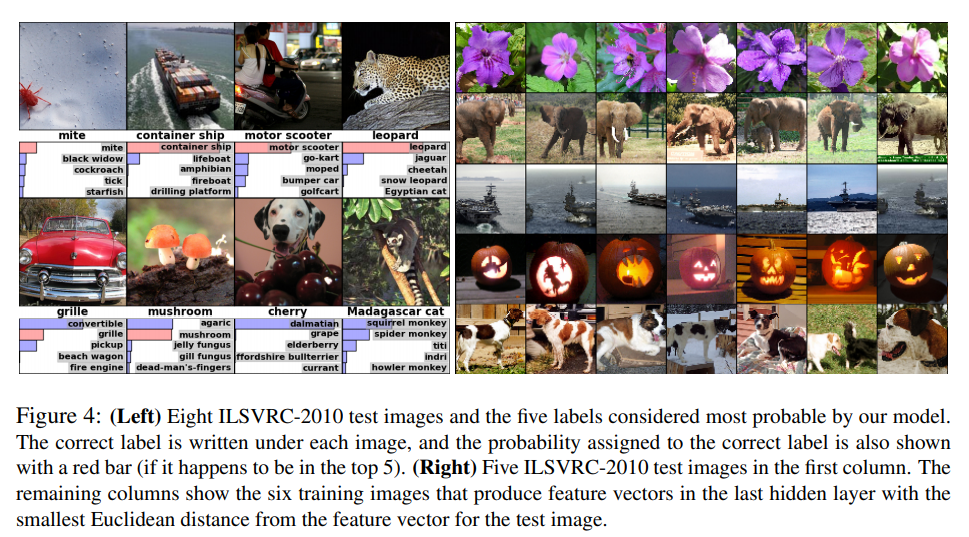 mite container ship motor scooter leopard
mite container ship motor scooter leopard
black widow lifeboat go-kart jaguar
cockroach amphibian moped cheetah
tick fireboat bumper car snow leopard
starfish drilling platform golfcart Egyptian cat
grille mushroom cherry Madagascar cat
convertible agaric dalmatian squirrel monkey
grille mushroom grape spider monkey
pickup jelly fungus elderberry titi
beach wagon gill fungus ffordshire bullterrier indri
fire engine dead-man's-fingers currant howler monkey
Figure 4: (Left) Eight ILSVRC-2010 test images and the five labels considered most probable by our model.
The correct label is written under each image, and the probability assigned to the correct label is also shown
with a red bar (if it happens to be in the top 5). (Right) Five ILSVRC-2010 test images in the first column. The
remaining columns show the six training images that produce feature vectors in the last hidden layer with the
smallest Euclidean distance from the feature vector for the test image.